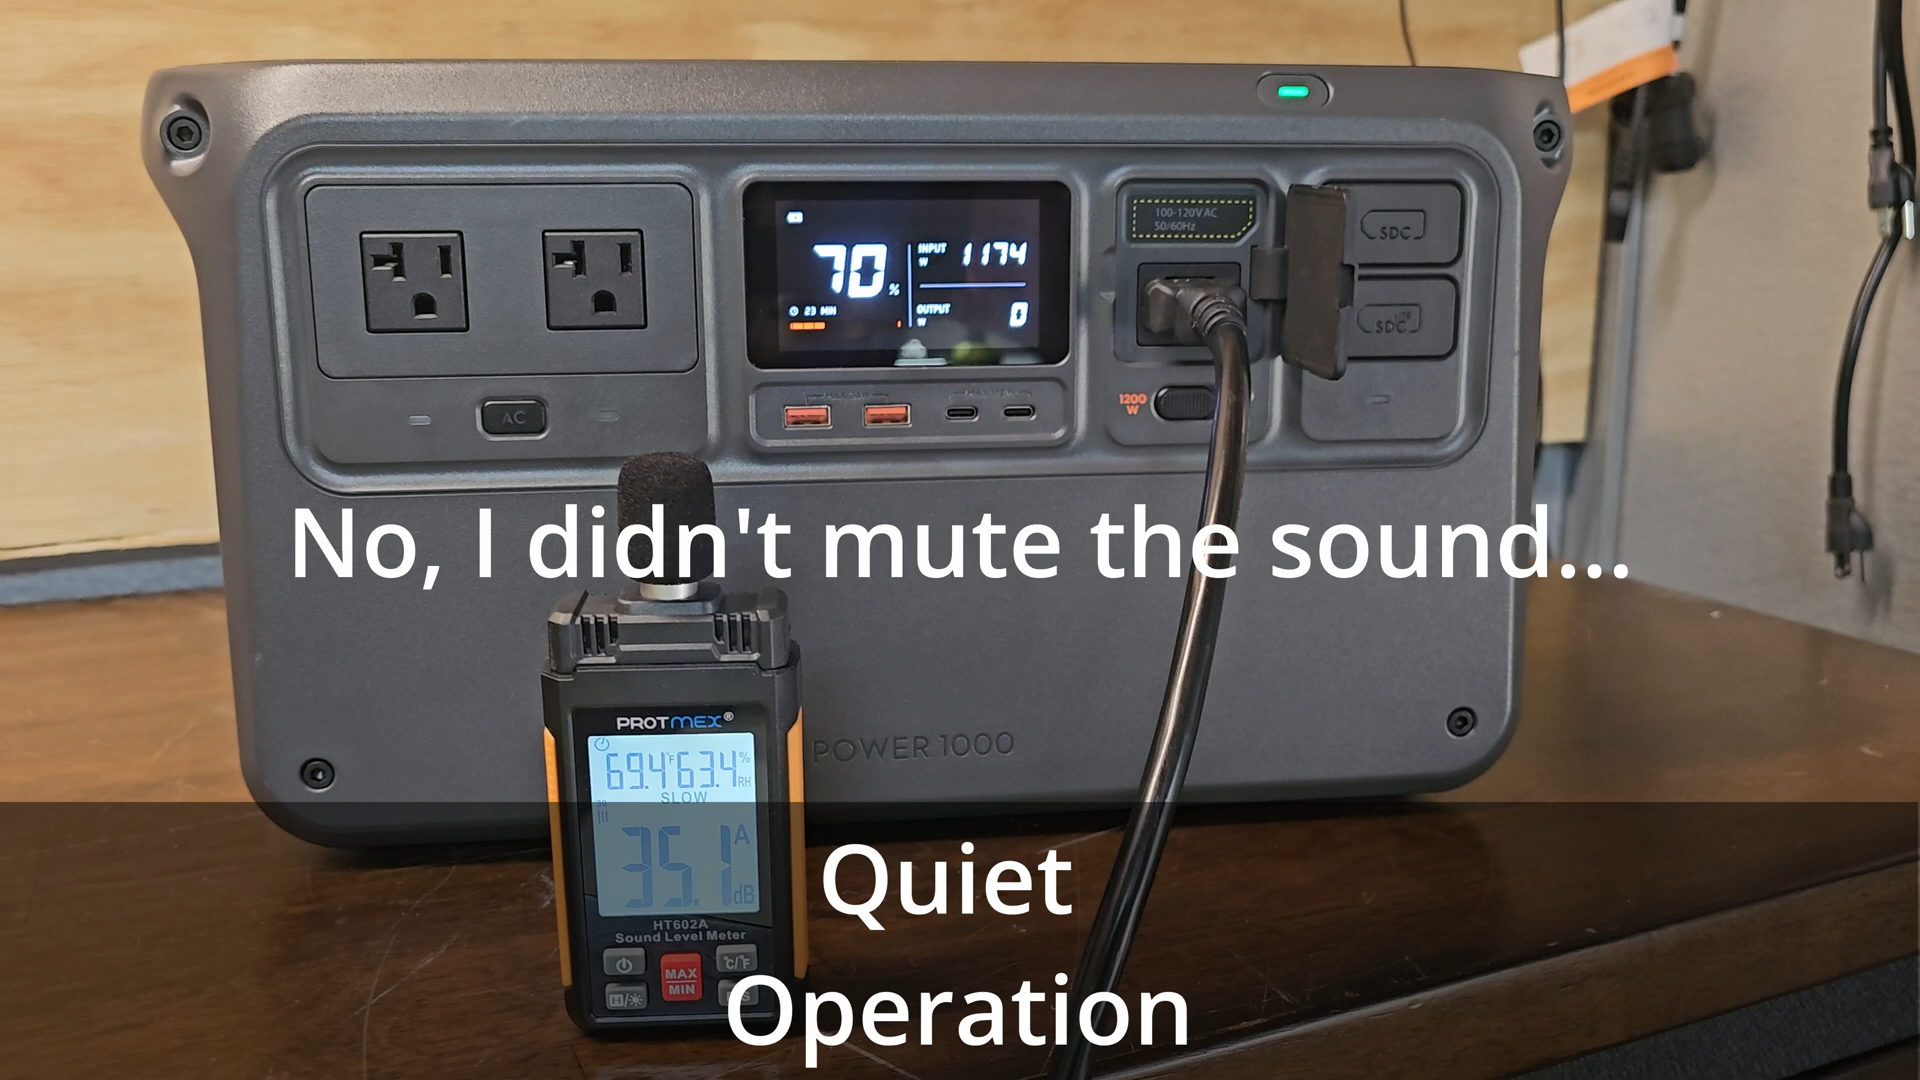 100-120V AC
50/60Hz
SDC
70 %
INPUT
W
1174
23 MIN
OUTPUT
W
0
SDC LITE
AC
1200
W
No, I didn't mute the sound...
PROTMEX®
POWER 1000
69.4 °F 63.4 %
RH
SLOW
30
35.1 A
dB
HT602A
Sound Level Meter
MAX
MIN
°C/°F
H/
Quiet
Operation